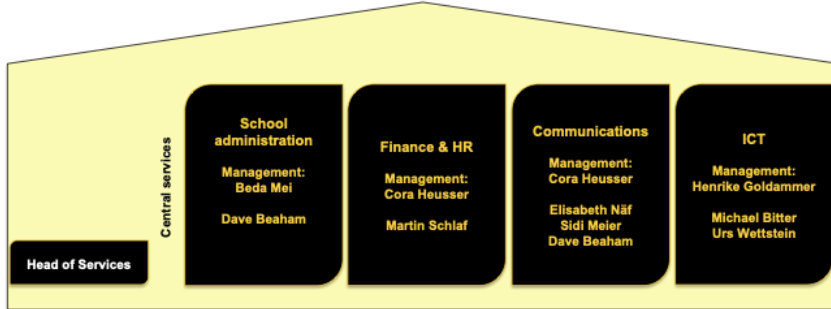 Head of Services
Central services
School
administration
Management:
Beda Mei
Dave Beaham
Finance & HR
Management:
Cora Heusser
Martin Schlaf
Communications
Management:
Cora Heusser
Elisabeth Näf
Sidi Meier
Dave Beaham
ICT
Management:
Henrike Goldammer
Michael Bitter
Urs Wettstein